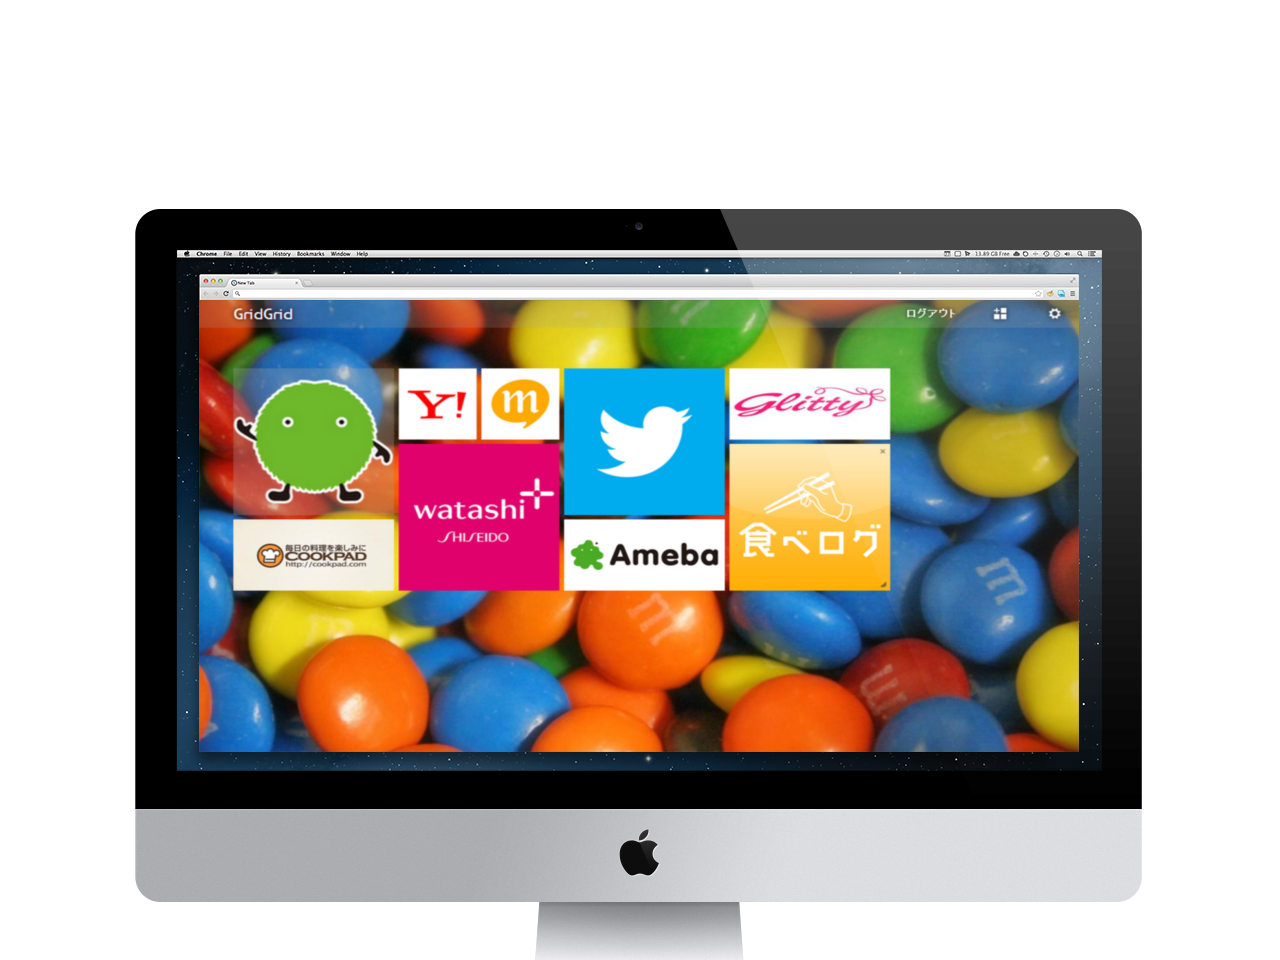 Chrome File Edit View History Bookmarks Window Help
13.89 GB Free
New Tab
GridGrid
ログアウト
Y!
m
Glitty
watashi+
SHISEIDO
食べログ
毎日の料理を楽しみに
COOKPAD
http://cookpad.com
Ameba
m
m